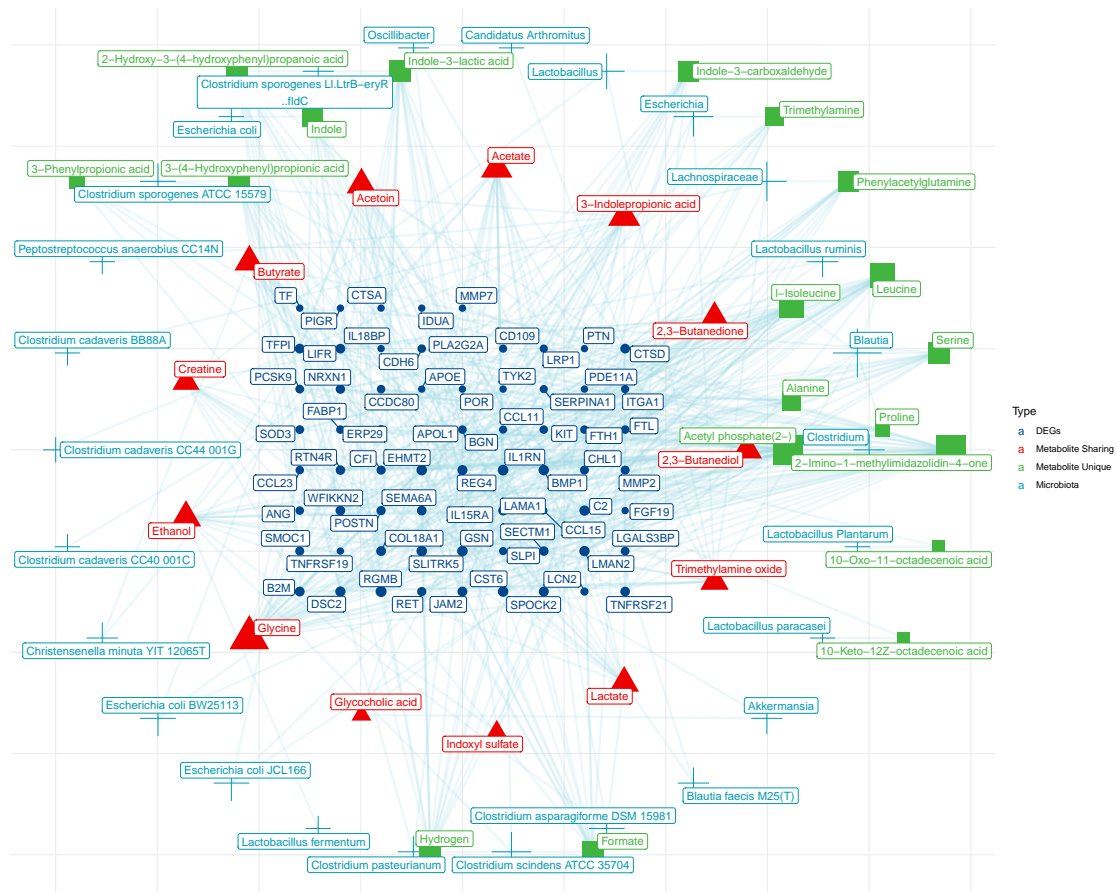 Oscillibacter
Candidatus Arthromitus
2−Hydroxy−3−(4−hydroxyphenyl)propanoic acid
Indole−3−lactic acid
Lactobacillus
Indole−3−carboxaldehyde
Clostridium sporogenes Ll.LtrB−eryR
..fldC
Escherichia
Trimethylamine
Escherichia coli
Indole
Acetate
3−Phenylpropionic acid
3−(4−Hydroxyphenyl)propionic acid
Lachnospiraceae
Phenylacetylglutamine
Clostridium sporogenes ATCC 15579
Acetoin
3−Indolepropionic acid
Peptostreptococcus anaerobius CC14N
Lactobacillus ruminis
Butyrate
Leucine
l−Isoleucine
TF
CTSA
MMP7
PIGR
IDUA
2,3−Butanedione
Clostridium cadaveris BB88A
TFPI
IL18BP
PLA2G2A
CD109
PTN
Blautia
Serine
LIFR
CDH6
LRP1
CTSD
Creatine
PCSK9
NRXN1
APOE
TYK2
PDE11A
Alanine
CCDC80
POR
SERPINA1
ITGA1
FABP1
CCL11
Proline
SOD3
ERP29
APOL1
BGN
KIT
FTH1
FTL
Acetyl phosphate(2−)
Clostridium
Clostridium cadaveris CC44 001G
RTN4R
CFI
EHMT2
IL1RN
CHL1
2,3−Butanediol
2−Imino−1−methylimidazolidin−4−one
CCL23
REG4
BMP1
MMP2
WFIKKN2
SEMA6A
LAMA1
C2
ANG
POSTN
IL15RA
FGF19
Ethanol
SMOC1
COL18A1
GSN
SECTM1
CCL15
LGALS3BP
Lactobacillus Plantarum
Clostridium cadaveris CC40 001C
TNFRSF19
SLITRK5
SLPI
LMAN2
10−Oxo−11−octadecenoic acid
Trimethylamine oxide
B2M
RGMB
CST6
LCN2
DSC2
RET
JAM2
SPOCK2
TNFRSF21
Glycine
Lactobacillus paracasei
Christensenella minuta YIT 12065T
10−Keto−12Z−octadecenoic acid
Lactate
Glycocholic acid
Escherichia coli BW25113
Akkermansia
Indoxyl sulfate
Escherichia coli JCL166
Blautia faecis M25(T)
Clostridium asparagiforme DSM 15981
Lactobacillus fermentum
Hydrogen
Formate
Clostridium pasteurianum
Clostridium scindens ATCC 35704
Type
a DEGs
a Metabolite Sharing
a Metabolite Unique
a Microbiota